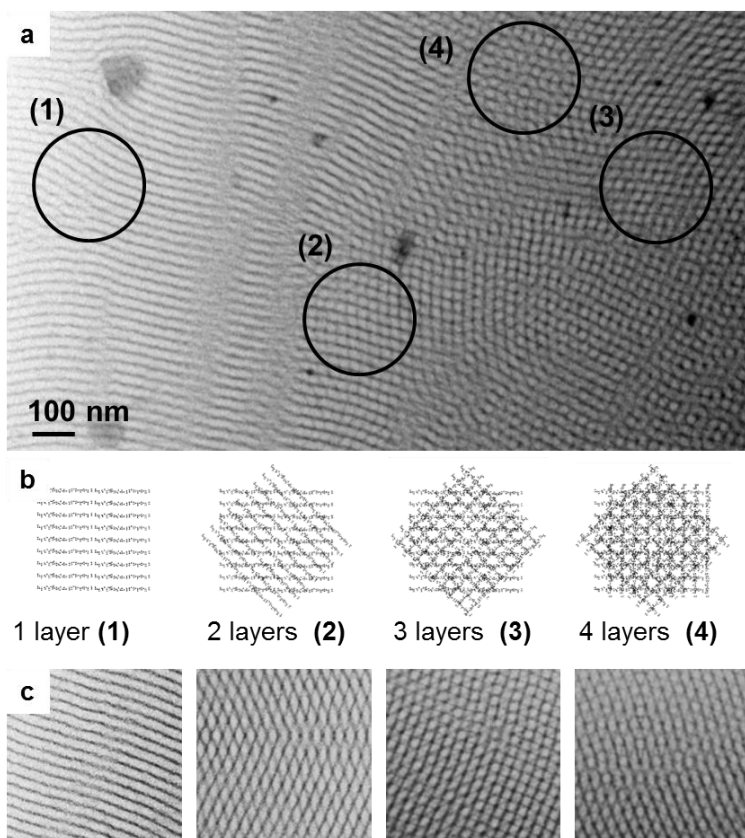 a
(4)
(1)
(3)
(2)
100 nm
b
1 layer (1)
2 layers (2)
3 layers (3)
4 layers (4)
c